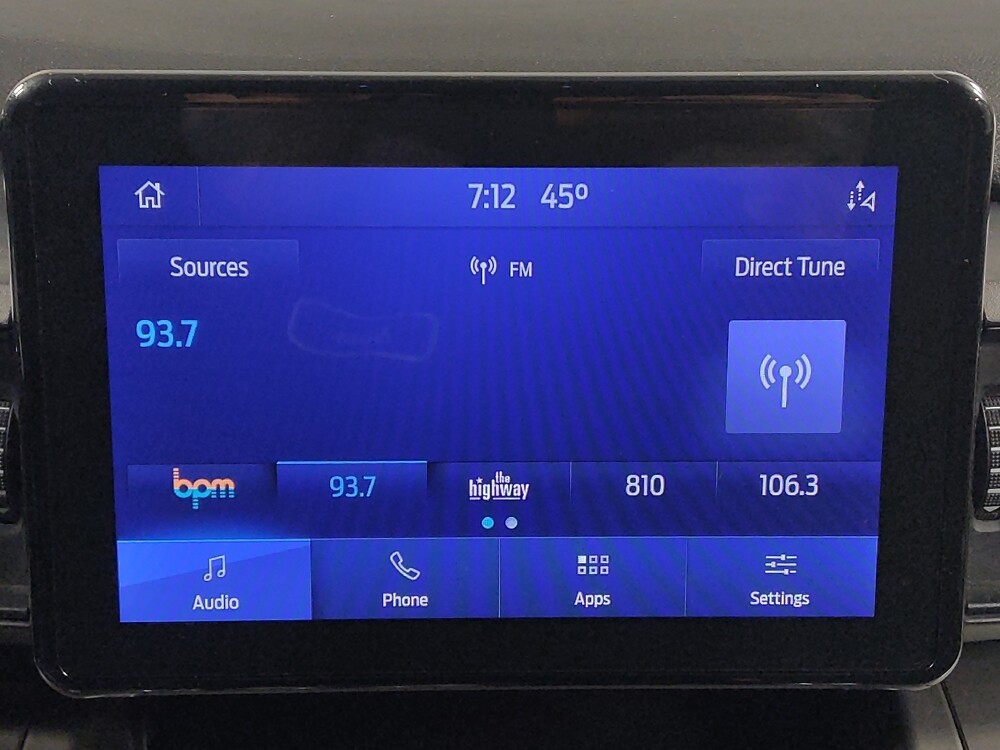 7:12 45º
Sources FM Direct Tune
93.7
bpm 93.7 the highway 810 106.3
Audio Phone Apps Settings